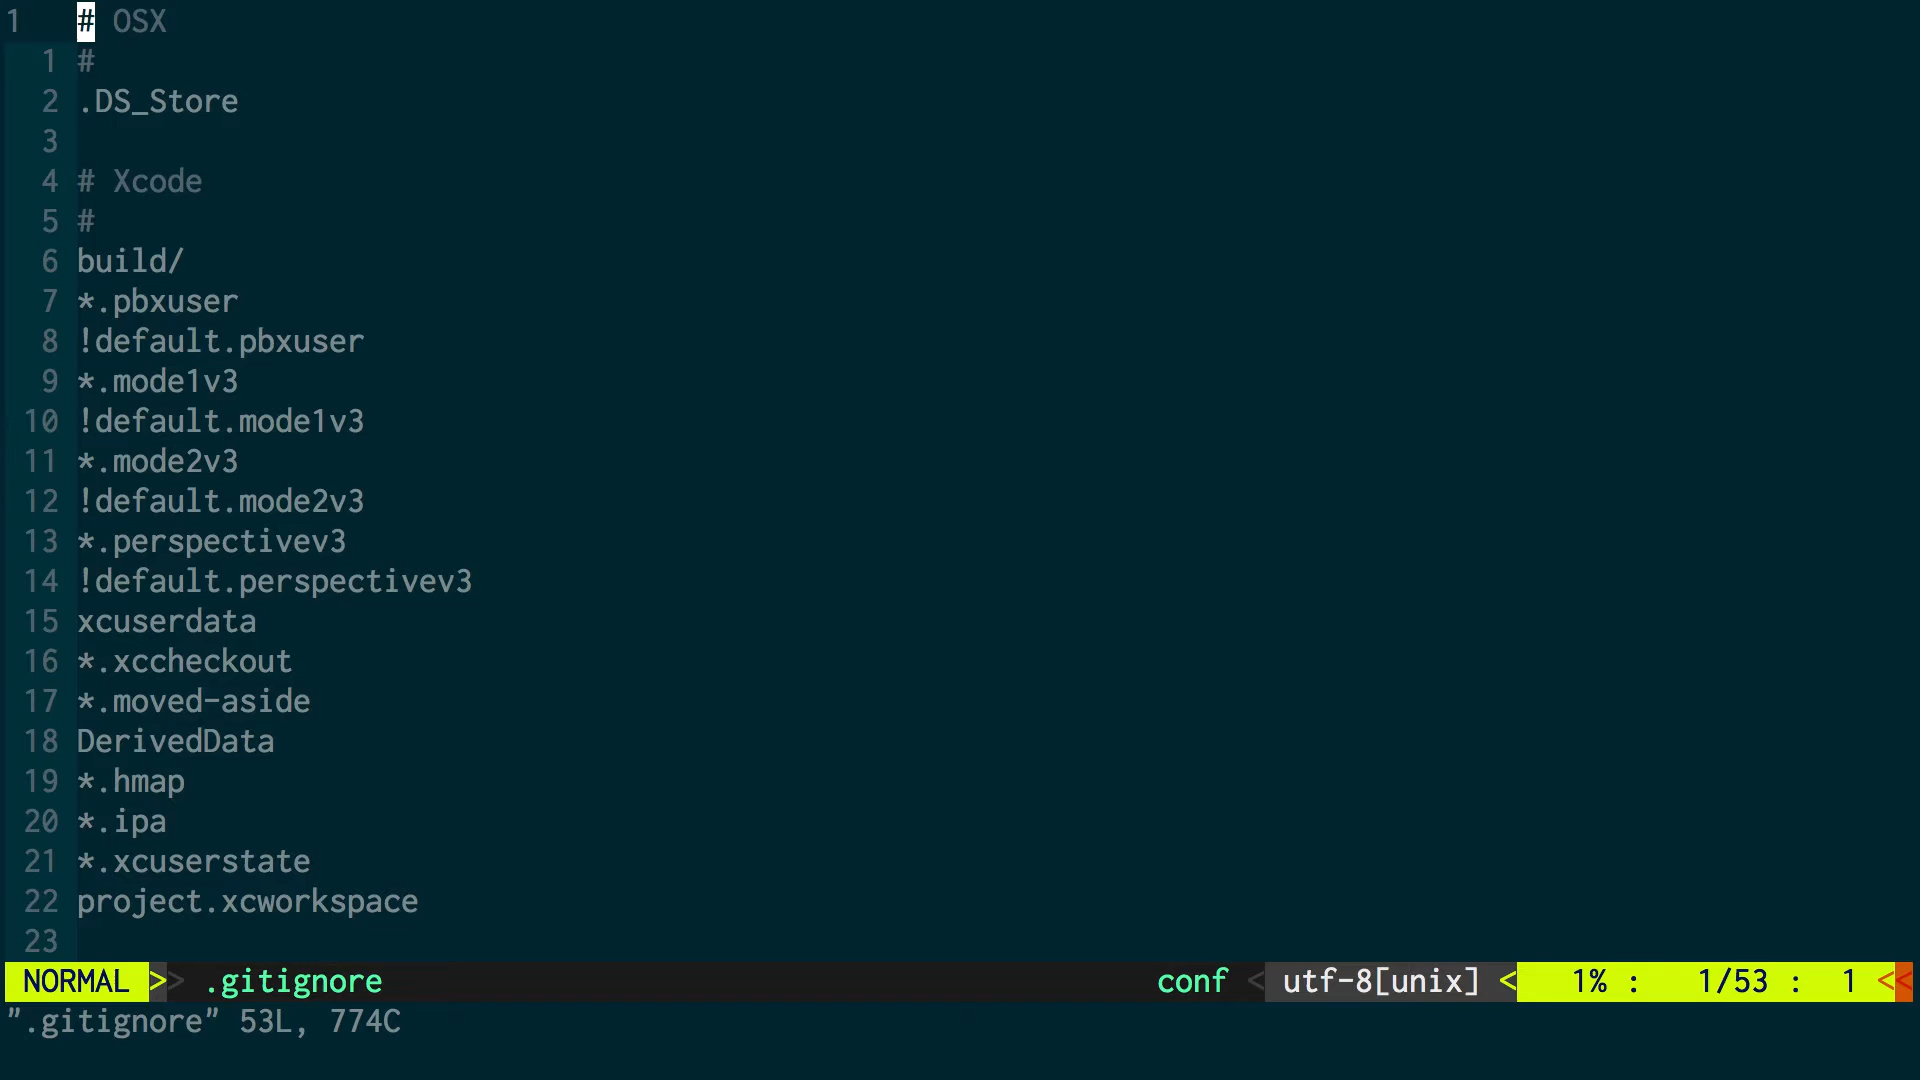 1 # OSX
1 #
2 .DS_Store
3
4 # Xcode
5 #
6 build/
7 *.pbxuser
8 !default.pbxuser
9 *.mode1v3
10 !default.mode1v3
11 *.mode2v3
12 !default.mode2v3
13 *.perspectivev3
14 !default.perspectivev3
15 xcuserdata
16 *.xccheckout
17 *.moved-aside
18 DerivedData
19 *.hmap
20 *.ipa
21 *.xcuserstate
22 project.xcworkspace
23
NORMAL >> .gitignore conf < utf-8[unix] < 1% : 1/53 : 1 <<
".gitignore" 53L, 774C